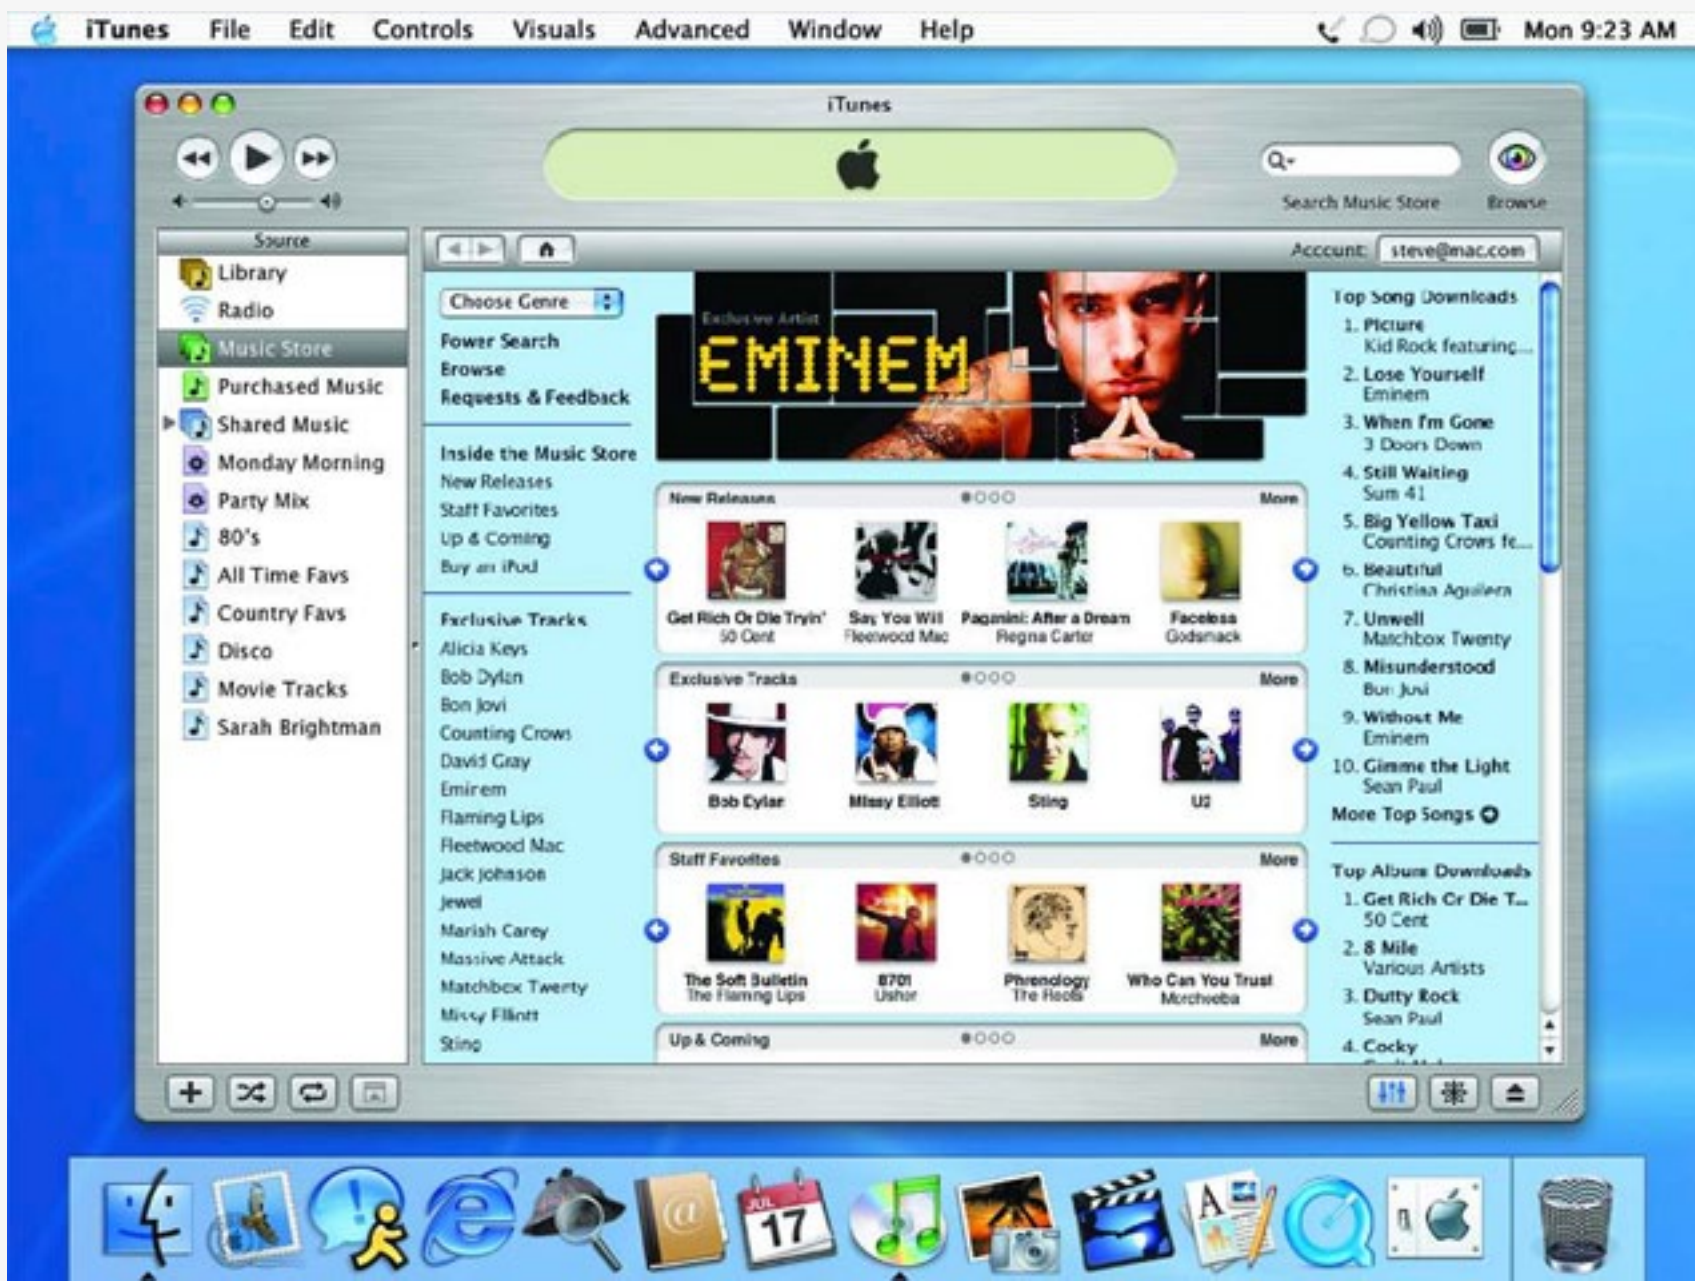 iTunes File Edit Controls Visuals Advanced Window Help Mon 9:23 AM
iTunes
Search Music Store Browse
Source
Library
Radio
Music Store
Purchased Music
Shared Music
Monday Morning
Party Mix
80's
All Time Favs
Country Favs
Disco
Movie Tracks
Sarah Brightman
Account: steve@mac.com
Choose Genre
Power Search
Browse
Requests & Feedback
Inside the Music Store
New Releases
Staff Favorites
Up & Coming
Buy an iPod
Exclusive Tracks
Alicia Keys
Bob Dylan
Bon Jovi
Counting Crows
David Gray
Eminem
Flaming Lips
Fleetwood Mac
Jack Johnson
Jewel
Mariah Carey
Massive Attack
Matchbox Twenty
Missy Elliott
Sting
Exclusive Artist
EMINEM
New Releases More
Get Rich Or Die Tryin'
50 Cent
Say You Will
Fleetwood Mac
Paganini: After a Dream
Regina Carter
Faceless
Godsmack
Exclusive Tracks More
Bob Dylan
Missy Elliott
Sting
U2
Staff Favorites More
The Soft Bulletin
The Flaming Lips
8701
Usher
Phrenology
The Roots
Who Can You Trust
Morcheeba
Up & Coming More
Top Song Downloads
1. Picture
Kid Rock featuring...
2. Lose Yourself
Eminem
3. When I'm Gone
3 Doors Down
4. Still Waiting
Sum 41
5. Big Yellow Taxi
Counting Crows fe...
6. Beautiful
Christina Aguilera
7. Unwell
Matchbox Twenty
8. Misunderstood
Bon Jovi
9. Without Me
Eminem
10. Gimme the Light
Sean Paul
More Top Songs
Top Album Downloads
1. Get Rich Or Die T...
50 Cent
2. 8 Mile
Various Artists
3. Dutty Rock
Sean Paul
4. Cocky
JUL
17